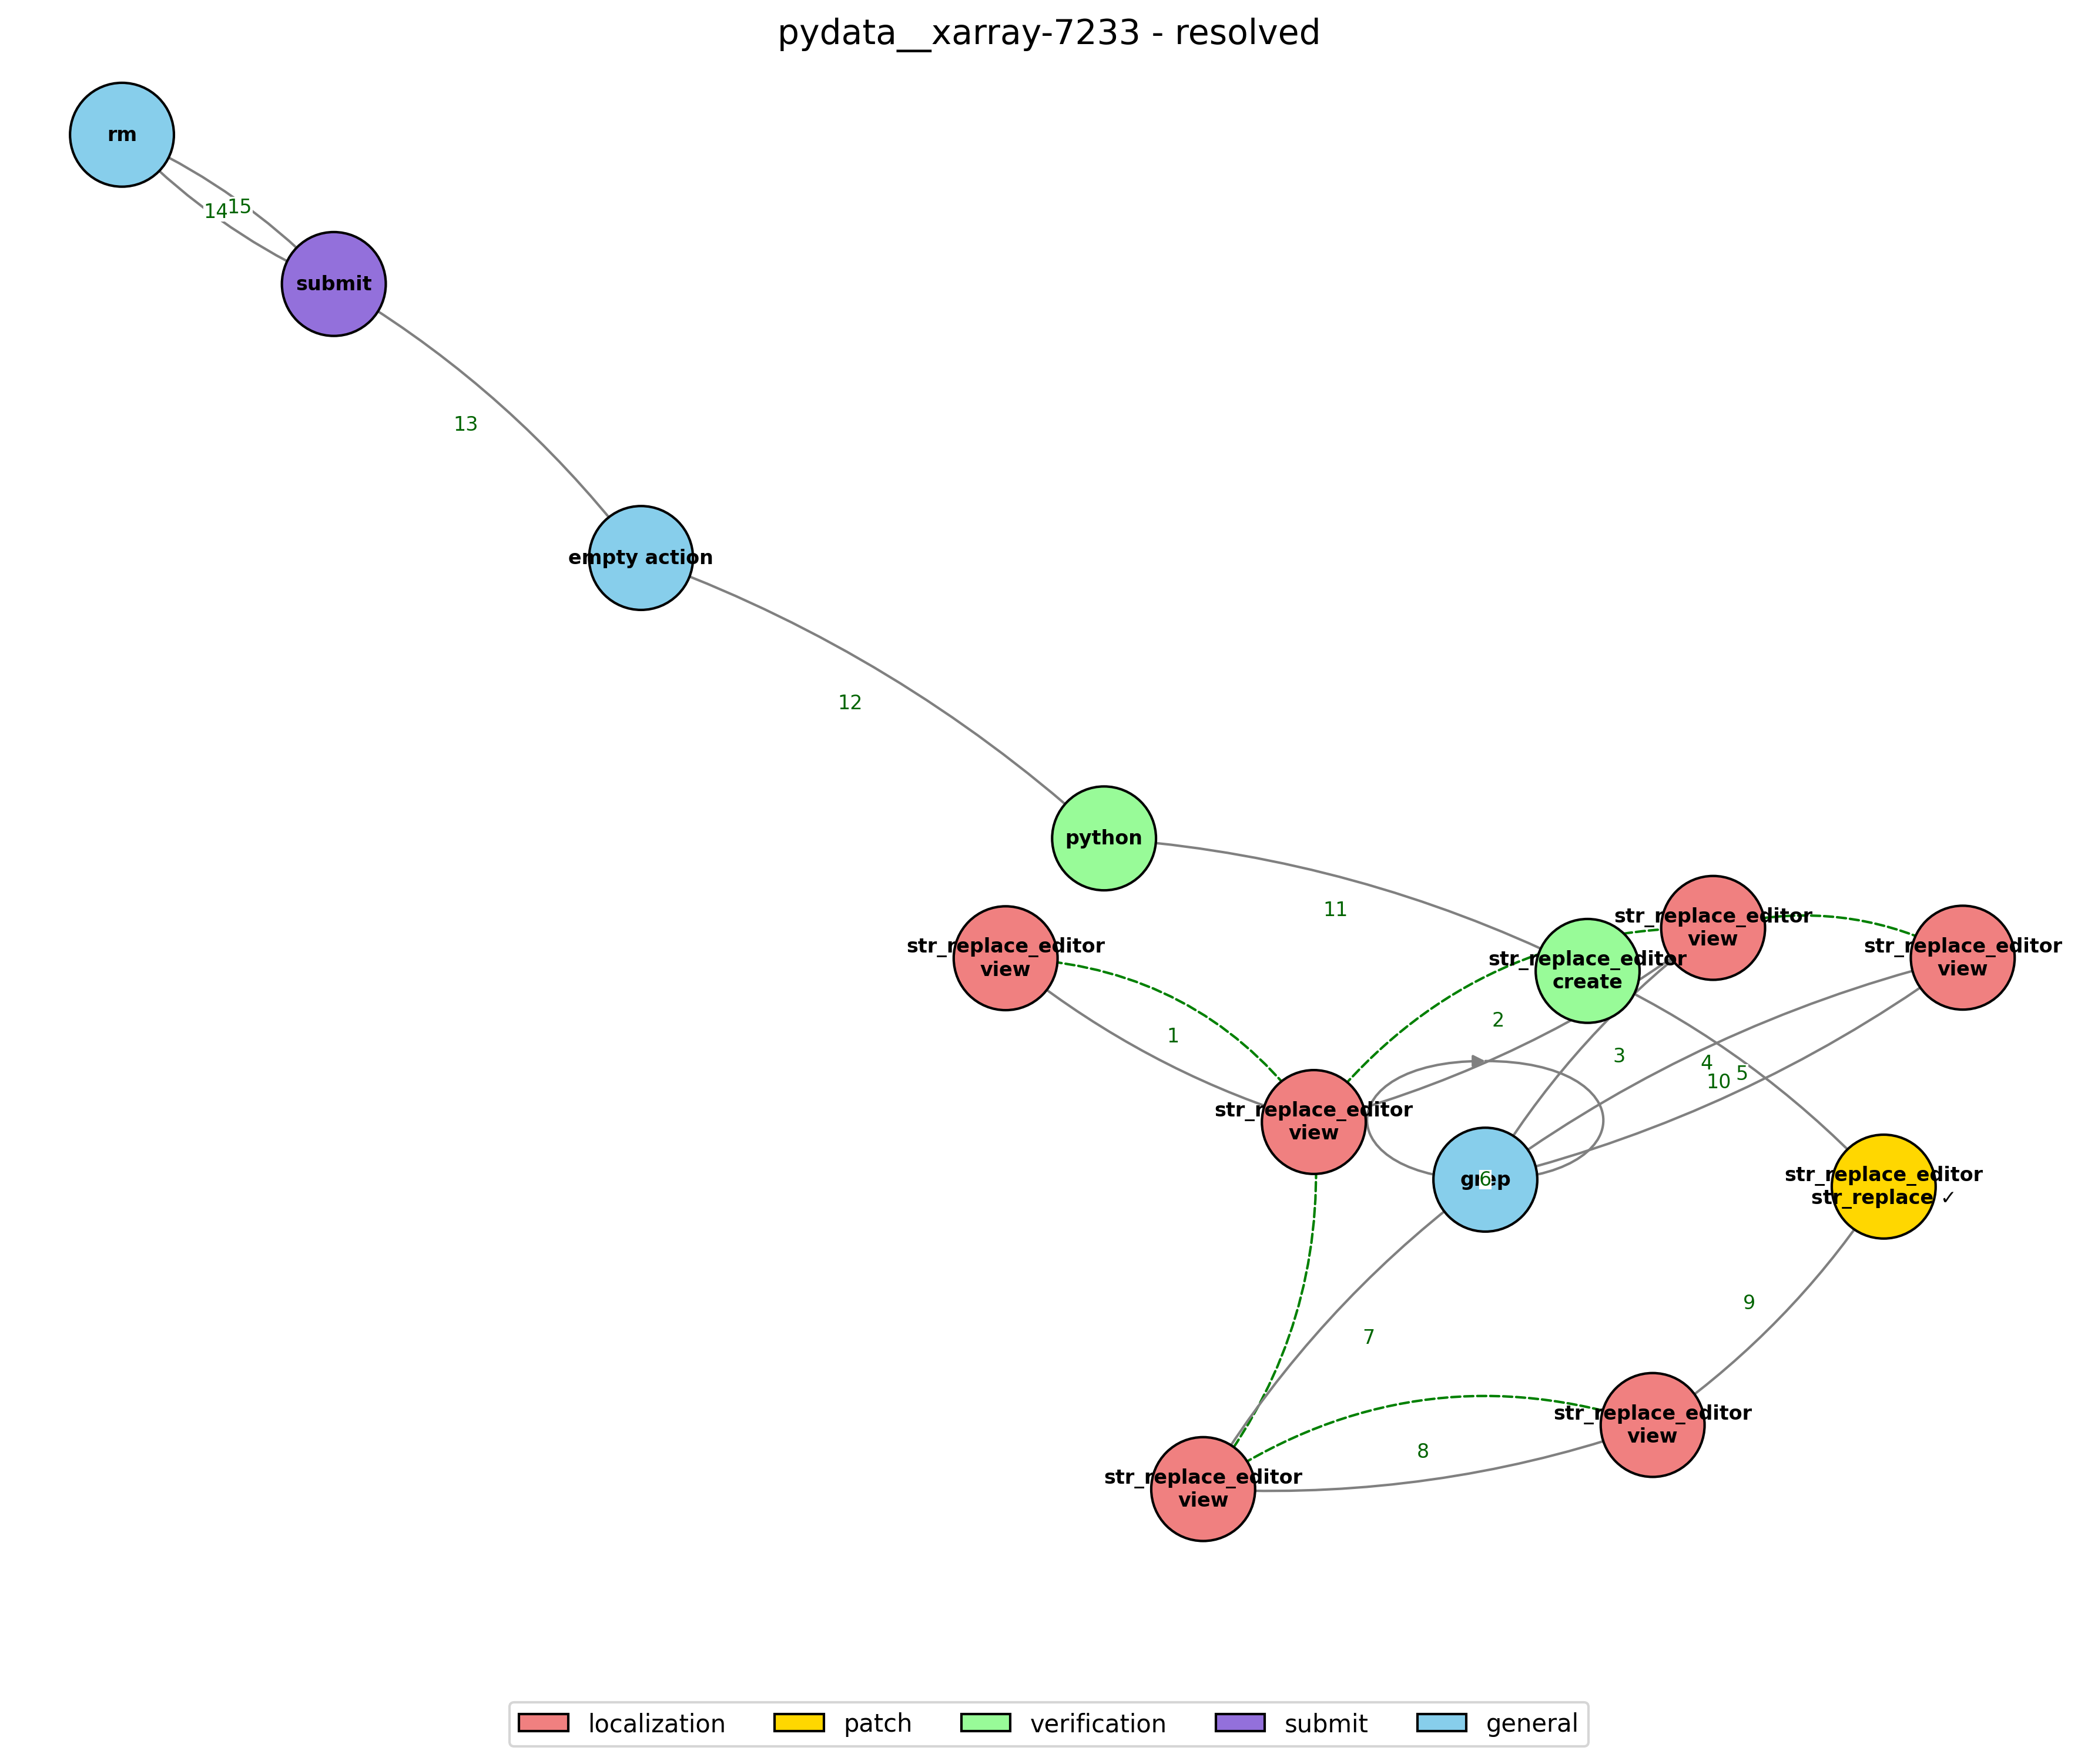 pydata__xarray-7233 - resolved
rm
14
15
submit
13
empty action
12
python
11
str_replace_editor
view
str_replace_editor
view
str_replace_editor
view
str_replace_editor
create
1
2
3
4
5
10
str_replace_editor
view
grep
6
str_replace_editor
str_replace ✓
9
7
str_replace_editor
view
8
str_replace_editor
view
localization
patch
verification
submit
general